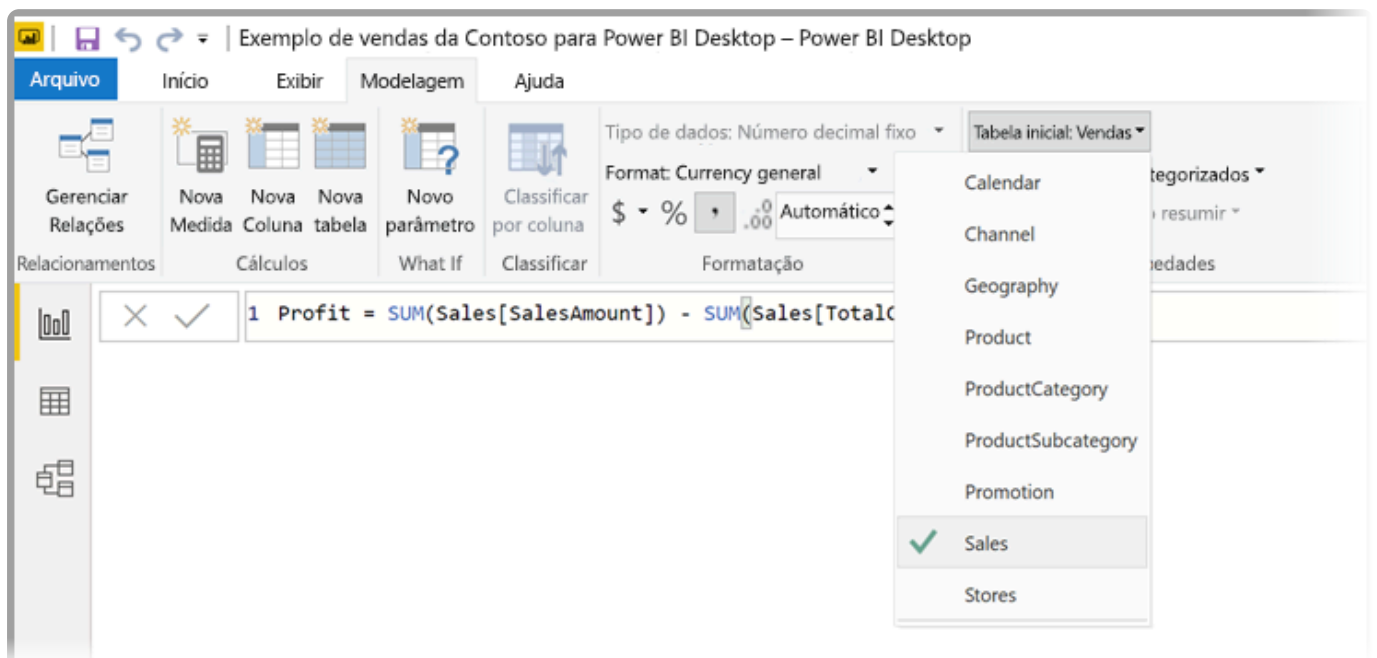 Exemplo de vendas da Contoso para Power BI Desktop – Power BI Desktop
Arquivo Início Exibir Modelagem Ajuda
Gerenciar Relações
Nova Medida
Nova Coluna
Nova tabela
Novo parâmetro
Classificar por coluna
Tipo de dados: Número decimal fixo
Format: Currency general
$ % , .0 .00 Automático
Tabela inicial: Vendas
tegorizados
resumir
Relacionamentos Cálculos What If Classificar Formatação edades
1 Profit = SUM(Sales[SalesAmount]) - SUM(Sales[Total
Calendar
Channel
Geography
Product
ProductCategory
ProductSubcategory
Promotion
Sales
Stores